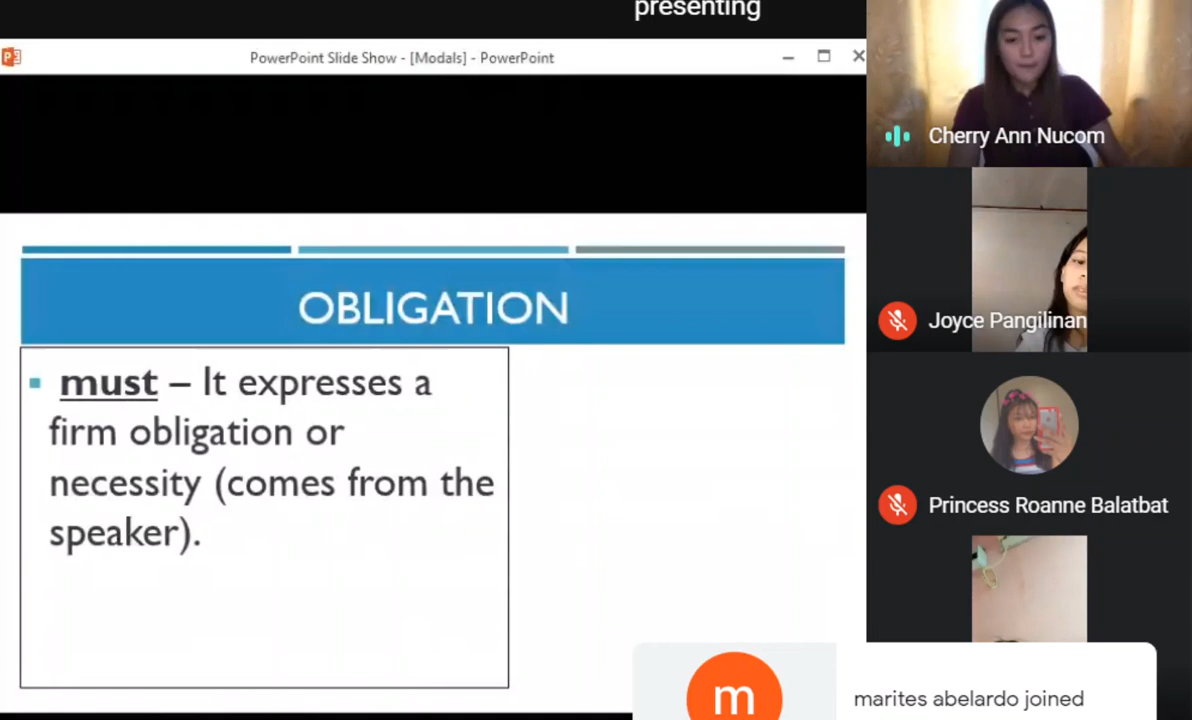 presenting
PowerPoint Slide Show - [Modals] - PowerPoint
OBLIGATION
▪ must – It expresses a
firm obligation or
necessity (comes from the
speaker).
Cherry Ann Nucom
Joyce Pangilinan
Princess Roanne Balatbat
m
marites abelardo joined